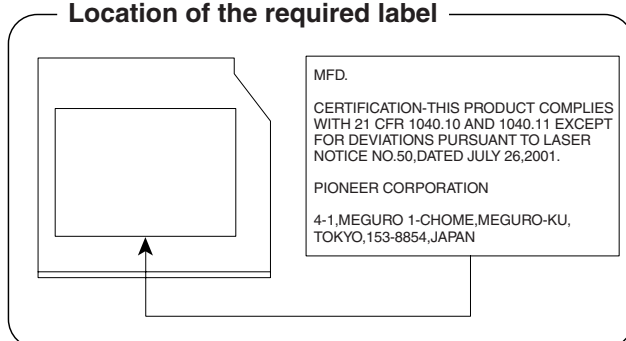 Location of the required label
MFD.
CERTIFICATION-THIS PRODUCT COMPLIES
WITH 21 CFR 1040.10 AND 1040.11 EXCEPT
FOR DEVIATIONS PURSUANT TO LASER
NOTICE NO.50,DATED JULY 26,2001.
PIONEER CORPORATION
4-1,MEGURO 1-CHOME,MEGURO-KU,
TOKYO,153-8854,JAPAN